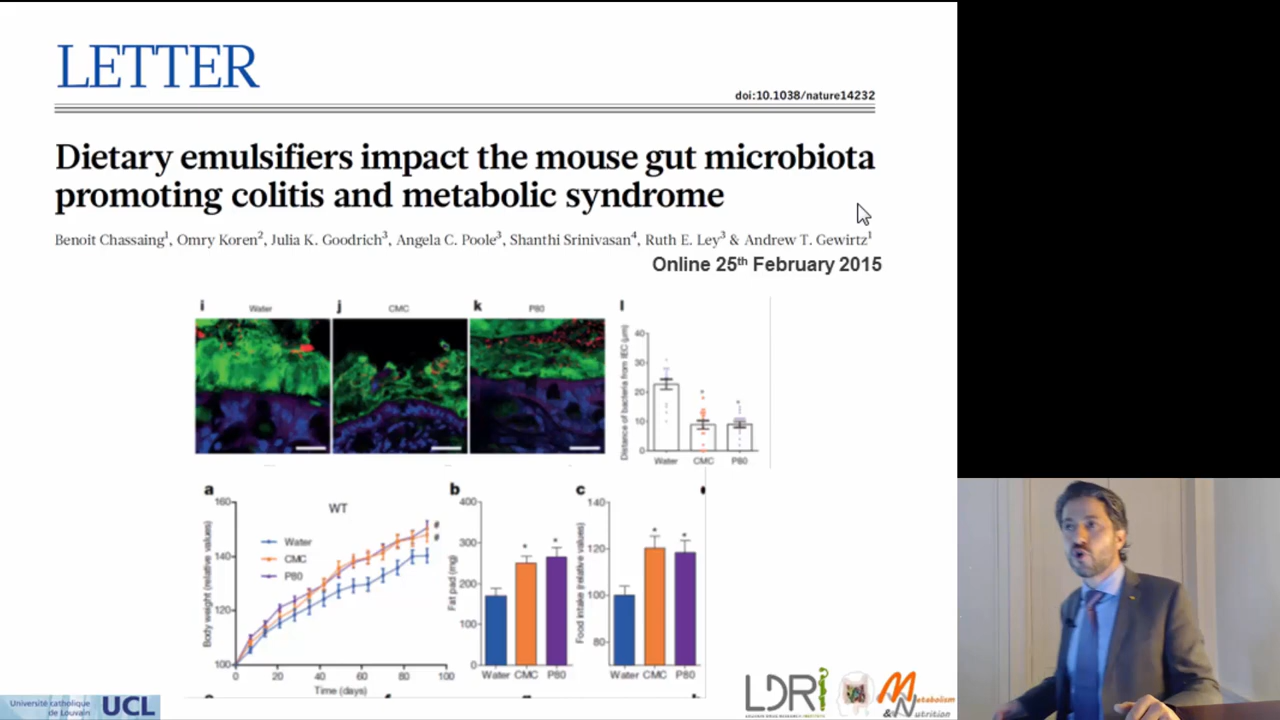 LETTER
doi:10.1038/nature14232
Dietary emulsifiers impact the mouse gut microbiota
promoting colitis and metabolic syndrome
Benoit Chassaing1, Omry Koren2, Julia K. Goodrich3, Angela C. Poole3, Shanthi Srinivasan4, Ruth E. Ley3 & Andrew T. Gewirtz1
Online 25th February 2015
i Water j CMC k P80 l
Distance of bacteria from IEC (μm)
40
30
20
10
0
* *
Water CMC P80
a
WT
Body weight (relative values)
160
140
120
100
Water
CMC
P80
#
#
0 20 40 60 80 100
Time (days)
b
Fat pad (mg)
400
300
200
100
0
* *
Water CMC P80
c
Food intake (relative values)
140
120
100
80
* *
Water CMC P80
Université catholique
de Louvain
UCL
LDRI
Metabolism
& Nutrition